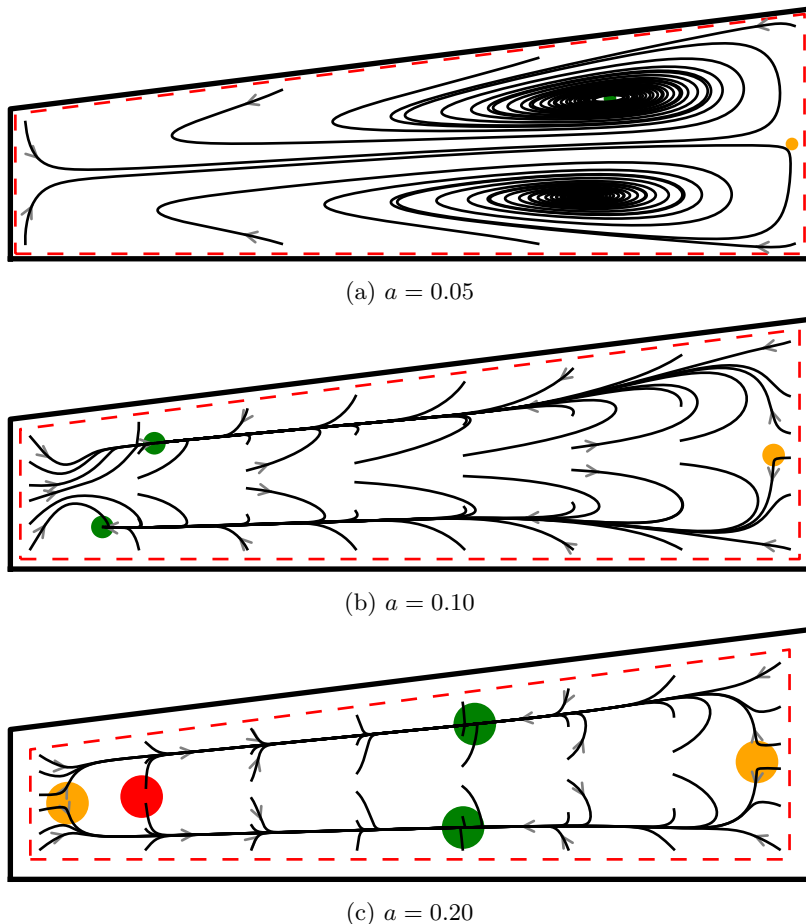 (a) a = 0.05
(b) a = 0.10
(c) a = 0.20